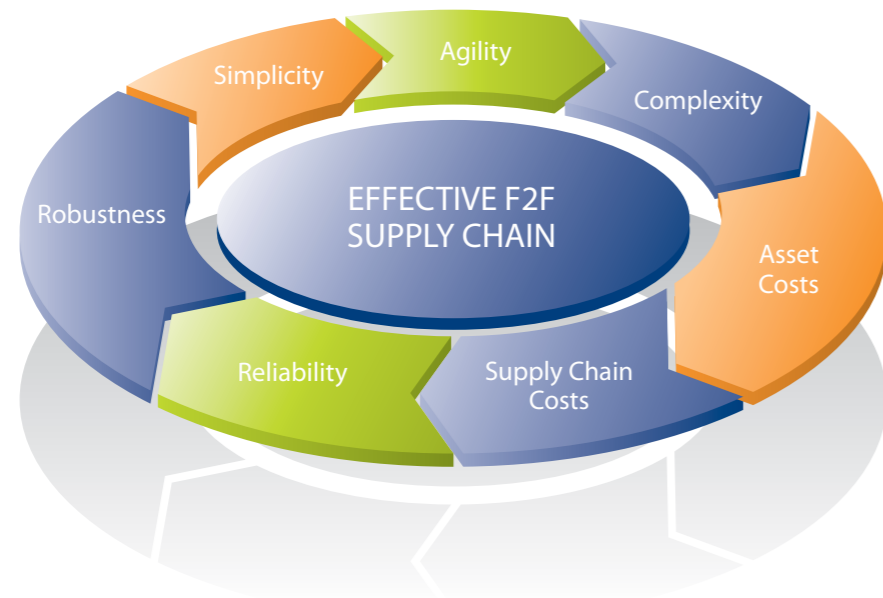 Agility
Simplicity
Complexity
EFFECTIVE F2F
SUPPLY CHAIN
Robustness
Asset
Costs
Reliability
Supply Chain
Costs